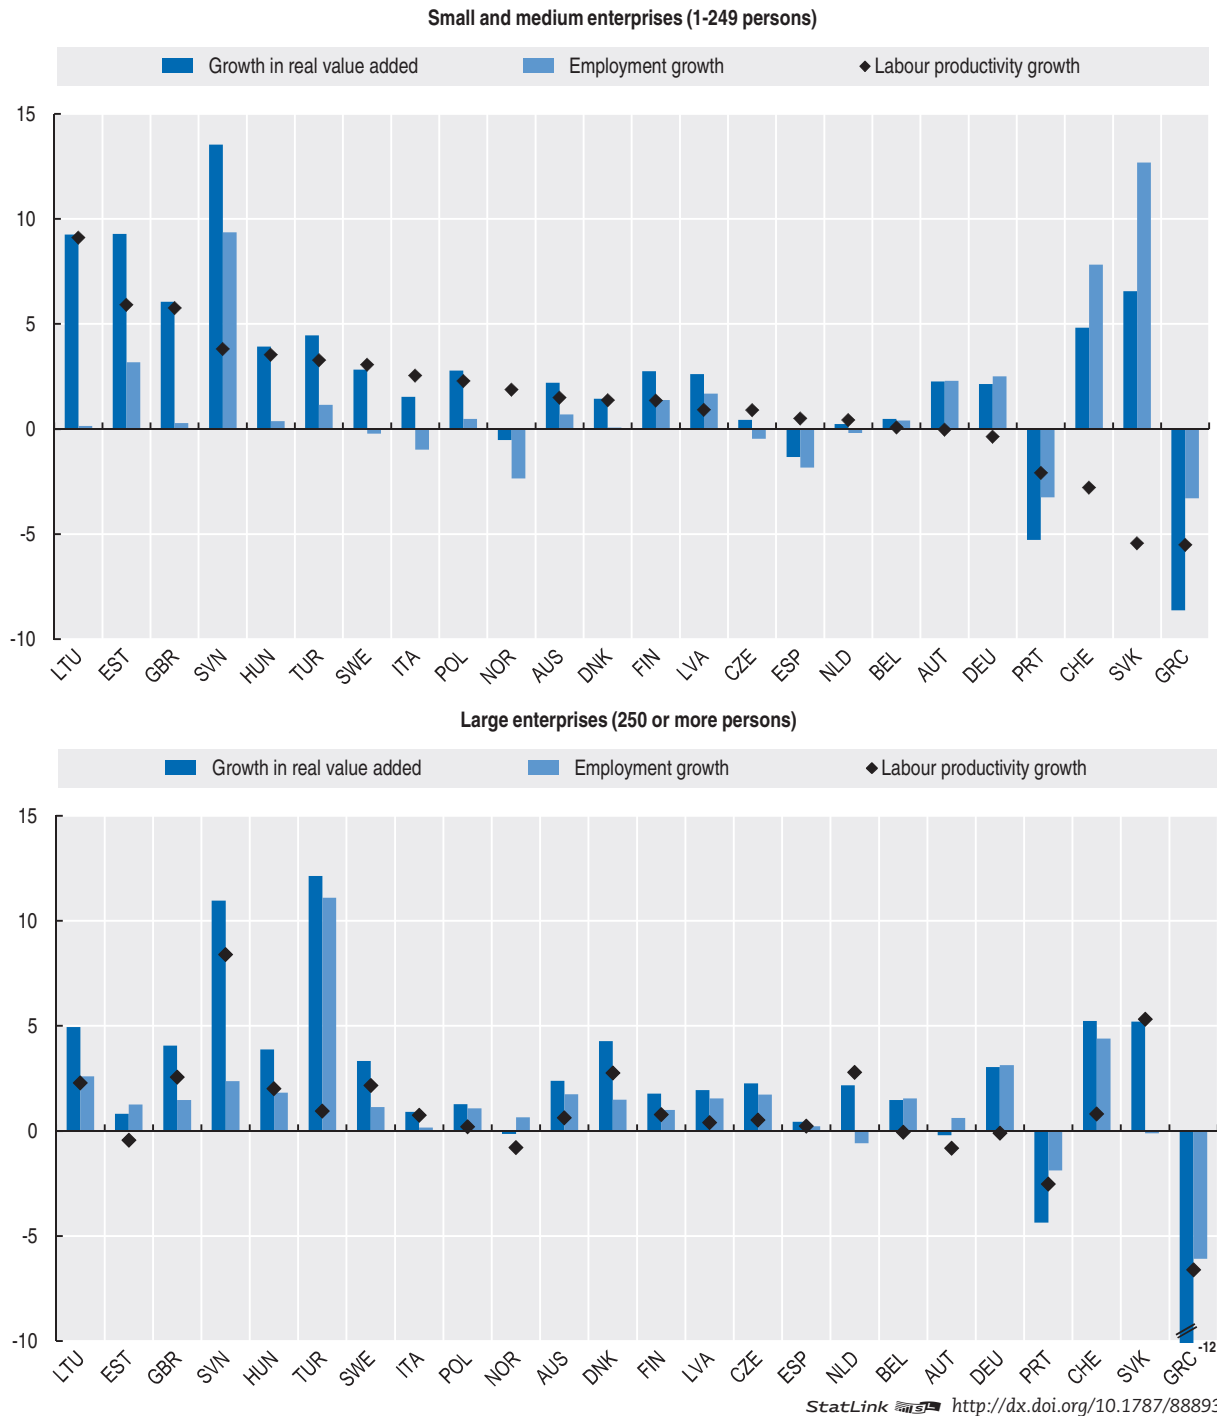 Small and medium enterprises (1-249 persons)
Growth in real value added Employment growth Labour productivity growth
15
10
5
0
-5
-10
LTU EST GBR SVN HUN TUR SWE ITA POL NOR AUS DNK FIN LVA CZE ESP NLD BEL AUT DEU PRT CHE SVK GRC
Large enterprises (250 or more persons)
Growth in real value added Employment growth Labour productivity growth
15
10
5
0
-5
-10
-12
LTU EST GBR SVN HUN TUR SWE ITA POL NOR AUS DNK FIN LVA CZE ESP NLD BEL AUT DEU PRT CHE SVK GRC
StatLink http://dx.doi.org/10.1787/88893